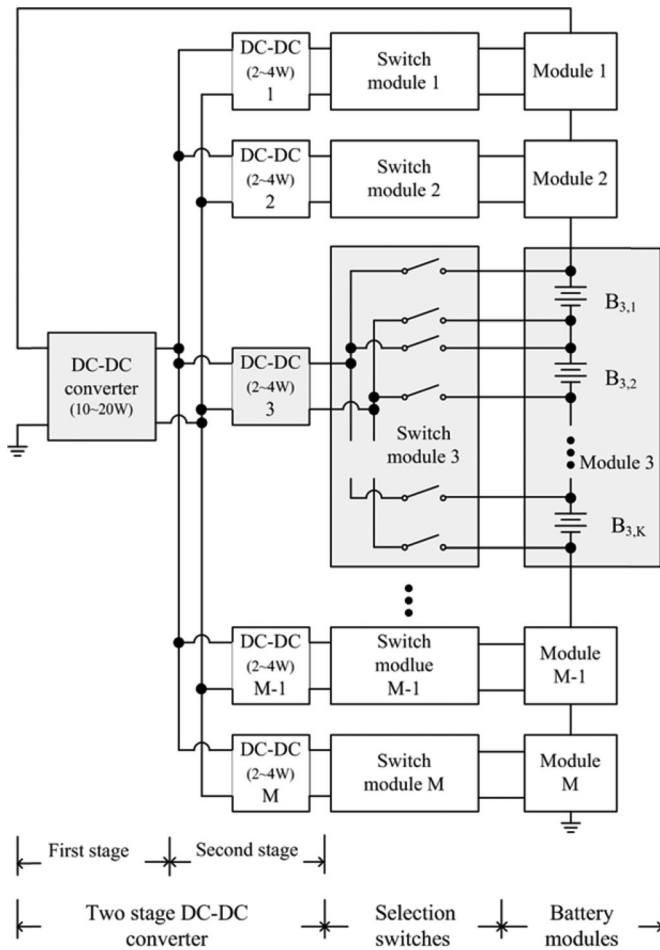 DC-DC
(2~4W)
1
Switch
module 1
Module 1
DC-DC
(2~4W)
2
Switch
module 2
Module 2
DC-DC
converter
(10~20W)
DC-DC
(2~4W)
3
Switch
module 3
B3,1
B3,2
Module 3
B3,K
DC-DC
(2~4W)
M-1
Switch
modlue
M-1
Module
M-1
DC-DC
(2~4W)
M
Switch
module M
Module
M
First stage
Second stage
Two stage DC-DC
converter
Selection
switches
Battery
modules